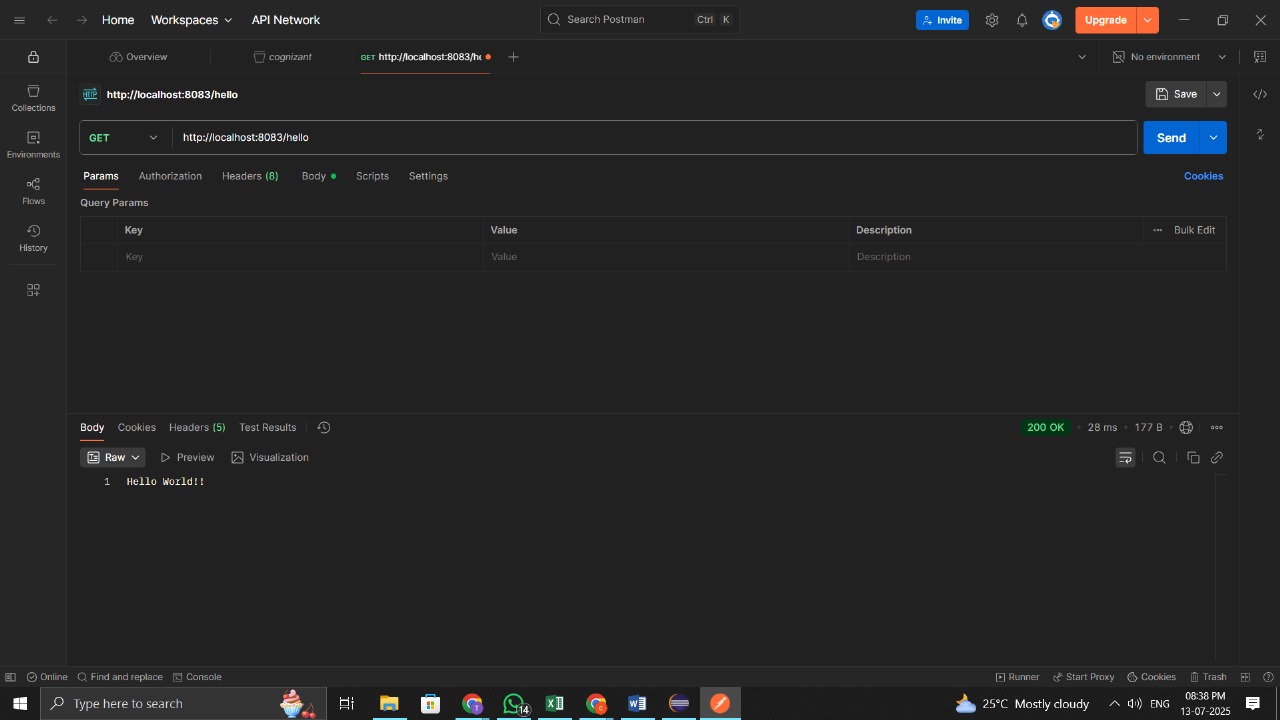 Home Workspaces API Network Search Postman Ctrl K Invite Upgrade
Overview cognizant GET http://localhost:8083/he No environment
HTTP http://localhost:8083/hello Save
Collections
GET http://localhost:8083/hello Send
Environments
Params Authorization Headers (8) Body Scripts Settings Cookies
Flows
Query Params
History
Key Value Description Bulk Edit
Key Value Description
Body Cookies Headers (5) Test Results 200 OK 28 ms 177 B
Raw Preview Visualization
1 Hello World!!
Online Find and replace Console Runner Start Proxy Cookies Trash
Type here to search 14 25°C Mostly cloudy ENG 08:38 PM
13-07-2025